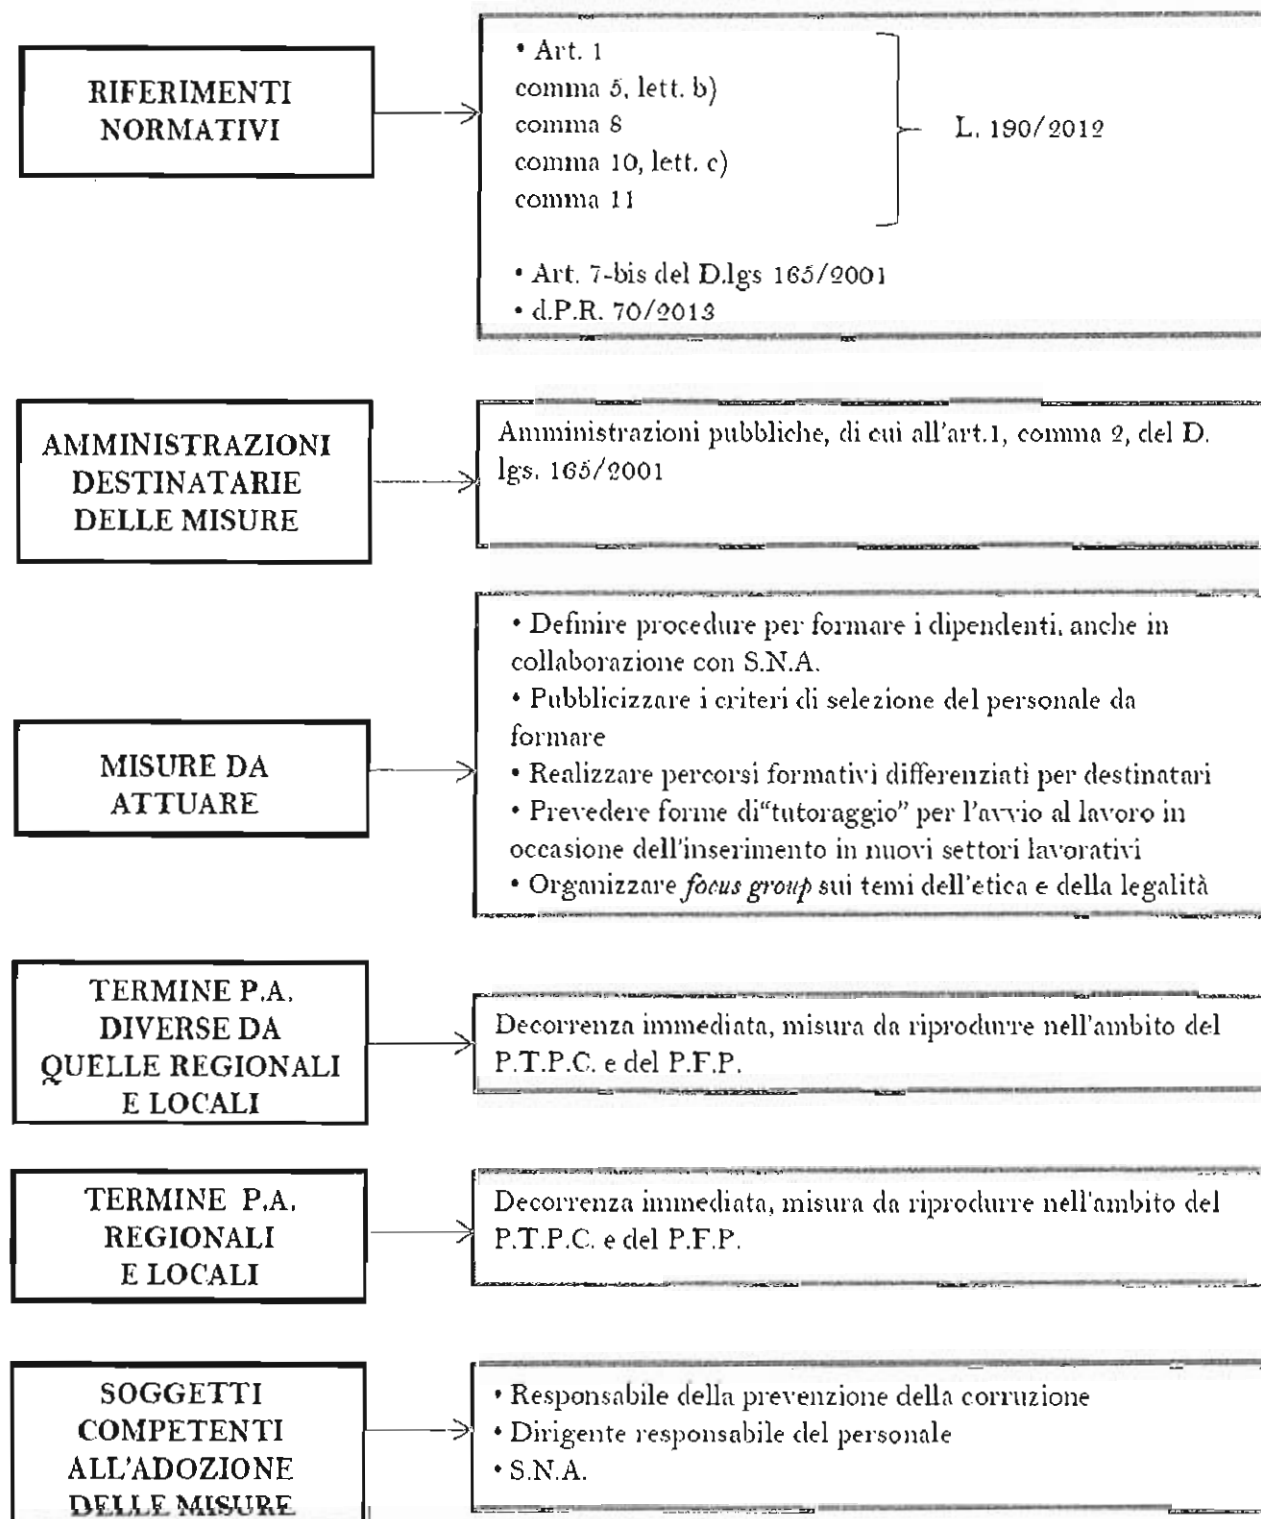 RIFERIMENTI
NORMATIVI
• Art. 1
comma 5, lett. b)
comma 8
comma 10, lett. c)
comma 11
L. 190/2012
• Art. 7-bis del D.lgs 165/2001
• d.P.R. 70/2013
AMMINISTRAZIONI
DESTINATARIE
DELLE MISURE
Amministrazioni pubbliche, di cui all'art.1, comma 2, del D.
lgs. 165/2001
MISURE DA
ATTUARE
• Definire procedure per formare i dipendenti, anche in
collaborazione con S.N.A.
• Pubblicizzare i criteri di selezione del personale da
formare
• Realizzare percorsi formativi differenziati per destinatari
• Prevedere forme di"tutoraggio" per l'avvio al lavoro in
occasione dell'inserimento in nuovi settori lavorativi
• Organizzare focus group sui temi dell'etica e della legalità
TERMINE P.A.
DIVERSE DA
QUELLE REGIONALI
E LOCALI
Decorrenza immediata, misura da riprodurre nell'ambito del
P.T.P.C. e del P.F.P.
TERMINE P.A.
REGIONALI
E LOCALI
Decorrenza immediata, misura da riprodurre nell'ambito del
P.T.P.C. e del P.F.P.
SOGGETTI
COMPETENTI
ALL'ADOZIONE
DELLE MISURE
• Responsabile della prevenzione della corruzione
• Dirigente responsabile del personale
• S.N.A.